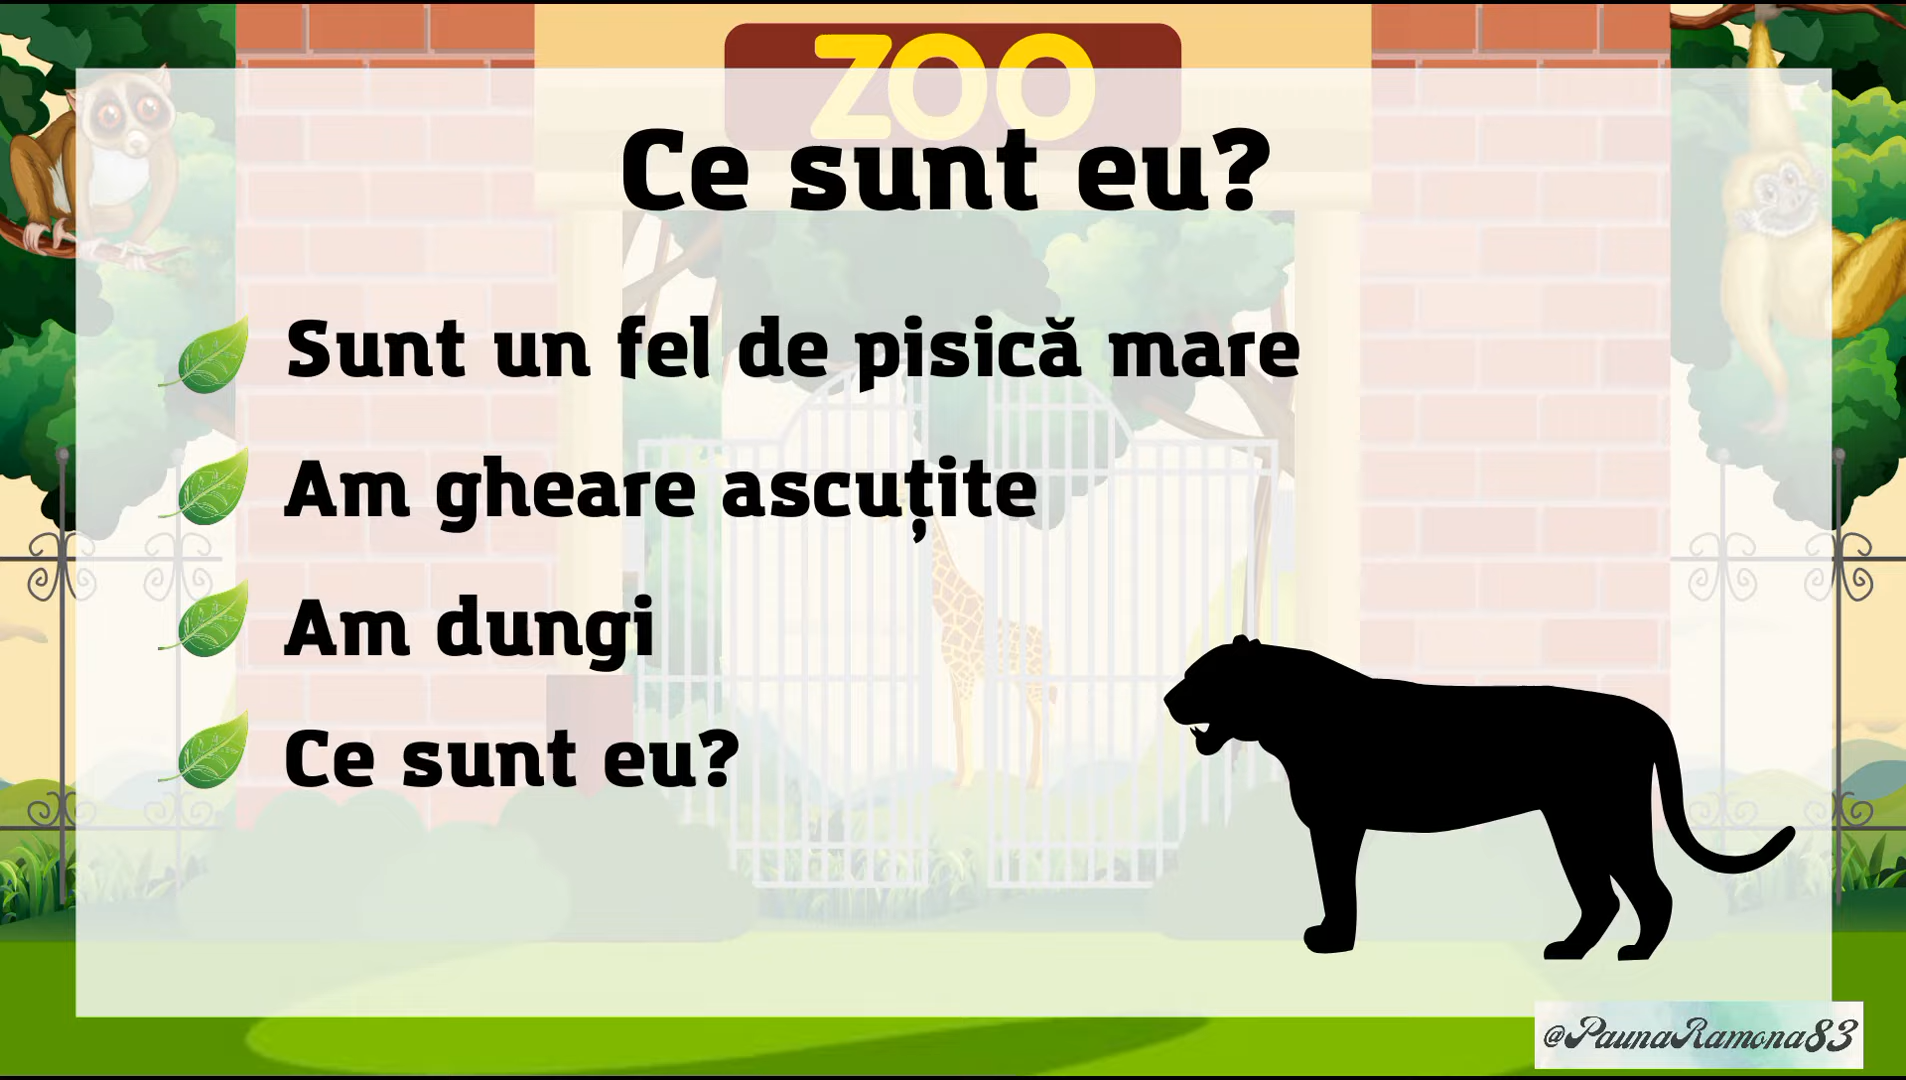 ZOO
Ce sunt eu?
Sunt un fel de pisică mare
Am gheare ascuțite
Am dungi
Ce sunt eu?
@PaunaRamona83